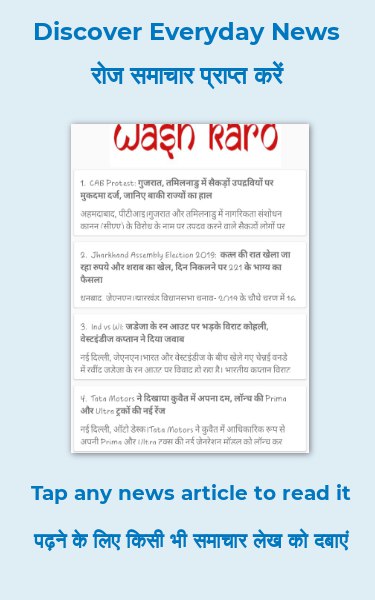 Discover Everyday News
रोज समाचार प्राप्त करें
Wash Karo
1. CAB Protest: गुजरात, तमिलनाडु में सैकड़ों उपद्रवियों पर
मुकदमा दर्ज, जानिए बाकी राज्यों का हाल
अहमदाबाद, पीटीआइ।गुजरात और तमिलनाडु में नागरिकता संशोधन
कानून (सीएए) के विरोध के नाम पर उपद्रव करने वाले सैकड़ों लोगों पर
2. Jharkhand Assembly Election 2019: कत्ल की रात खेला जा
रहा रुपये और शराब का खेल, दिन निकलने पर 221 के भाग्य का
फैसला
धनबाद, जेएनएन।झारखंड विधानसभा चुनाव- 2019 के चौथे चरण में 16
3. Ind vs WI: जडेजा के रन आउट पर भड़के विराट कोहली,
वेस्टइंडीज कप्तान ने दिया जवाब
नई दिल्ली, जेएनएन।भारत और वेस्टइंडीज के बीच खेले गए चेन्नई वनडे
में रवींद्र जडेजा के रन आउट पर विवाद हो रहा है। भारतीय कप्तान विराट
4. Tata Motors ने दिखाया कुवैत में अपना दम, लॉन्च की Prima
और Ultra ट्रकों की नई रेंज
नई दिल्ली, ऑटो डेस्क।Tata Motors ने कुवैत में आधिकारिक रूप से
अपनी Prima और Ultra ट्रक्स की नई जेनरेशन मॉडल को लॉन्च कर
Tap any news article to read it
पढ़ने के लिए किसी भी समाचार लेख को दबाएं